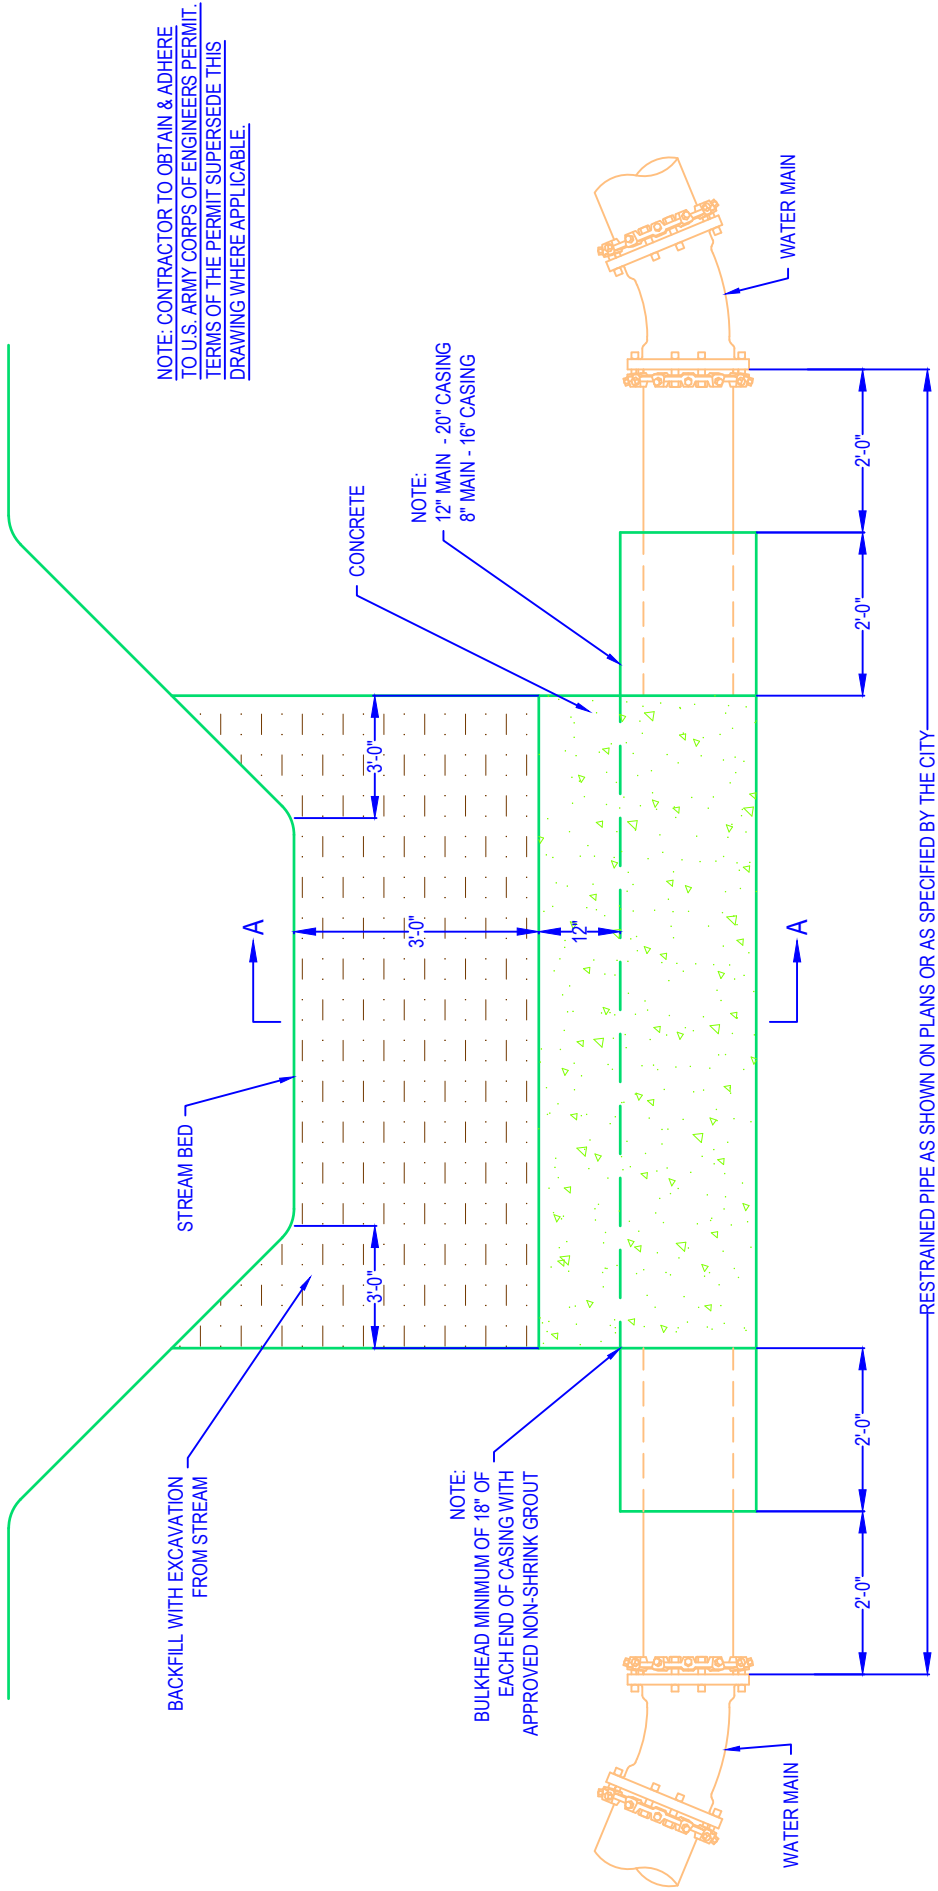 NOTE: CONTRACTOR TO OBTAIN & ADHERE
TO U.S. ARMY CORPS OF ENGINEERS PERMIT.
TERMS OF THE PERMIT SUPERSEDE THIS
DRAWING WHERE APPLICABLE.
BACKFILL WITH EXCAVATION
FROM STREAM
STREAM BED
A
CONCRETE
NOTE:
12" MAIN - 20" CASING
8" MAIN - 16" CASING
3'-0"
3'-0"
3'-0"
12"
NOTE:
BULKHEAD MINIMUM OF 18" OF
EACH END OF CASING WITH
APPROVED NON-SHRINK GROUT
A
WATER MAIN
WATER MAIN
2'-0"
2'-0"
2'-0"
2'-0"
RESTRAINED PIPE AS SHOWN ON PLANS OR AS SPECIFIED BY THE CITY